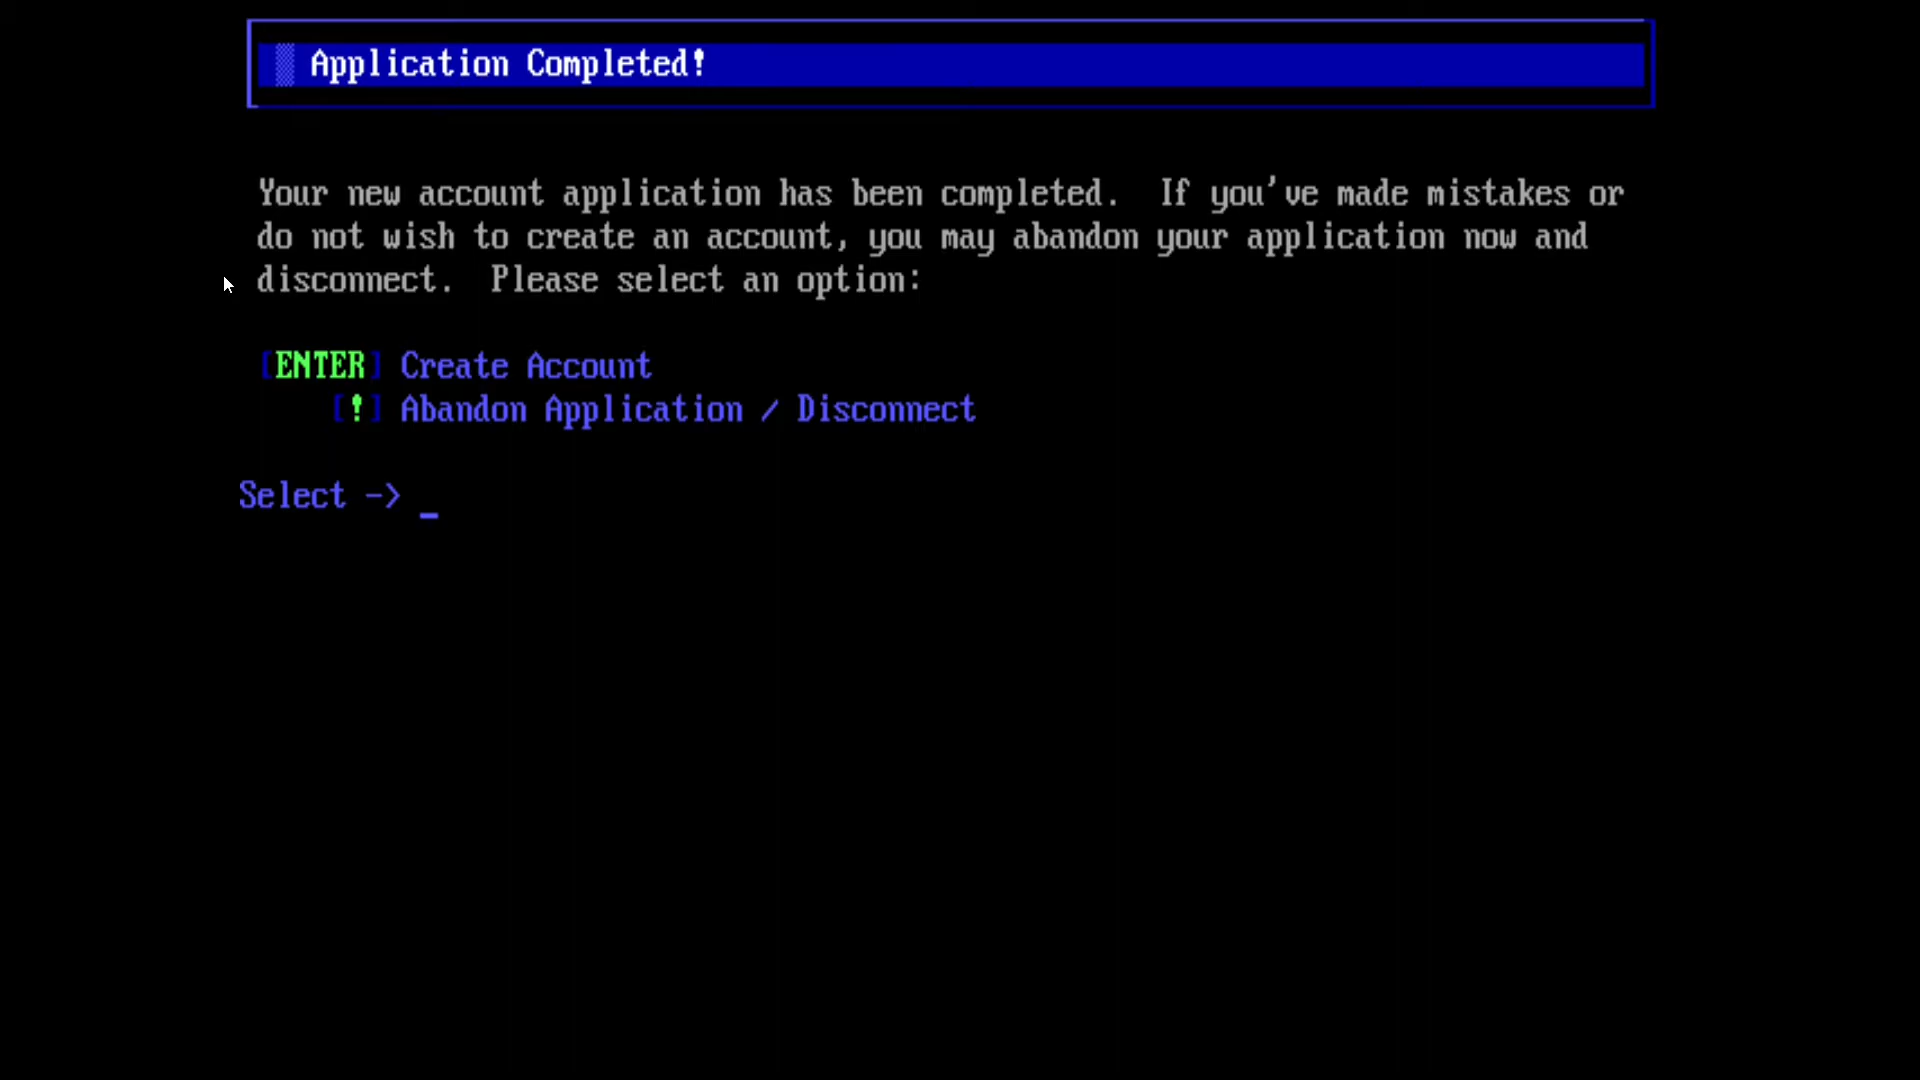 Application Completed!
Your new account application has been completed.  If you've made mistakes or
do not wish to create an account, you may abandon your application now and
disconnect.  Please select an option:
[ENTER] Create Account
[!] Abandon Application / Disconnect
Select -> _